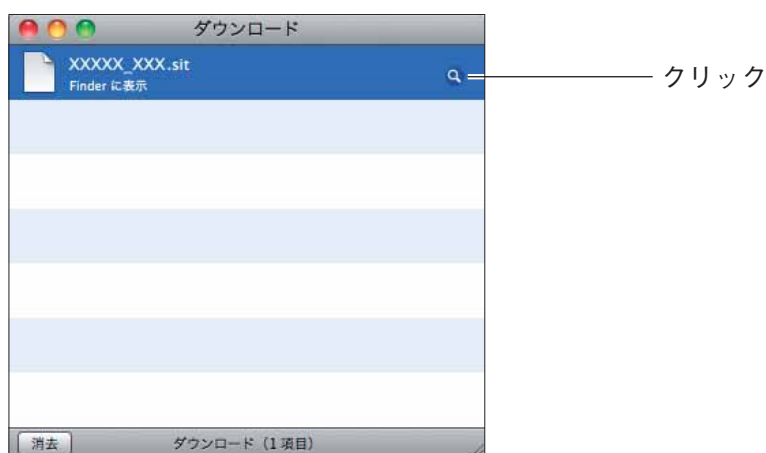 ダウンロード
XXXXX_XXX.sit
Finder に表示
クリック
消去
ダウンロード（1 項目）